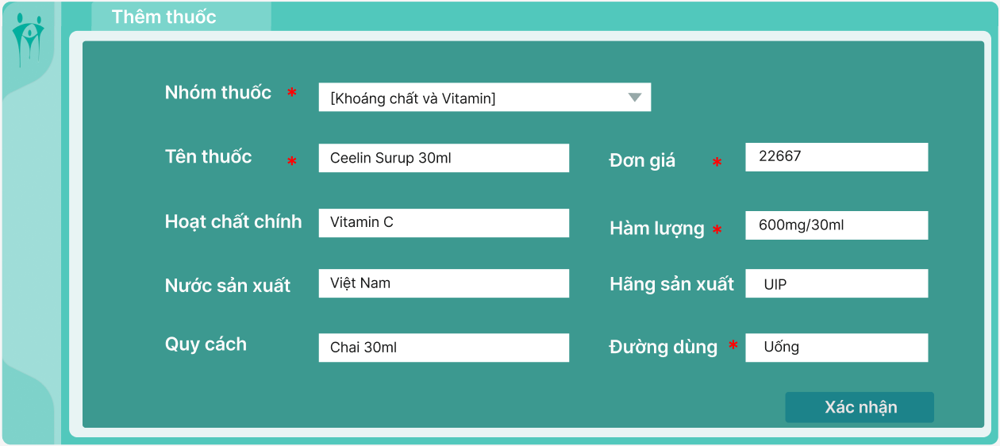 Thêm thuốc
Nhóm thuốc * [Khoáng chất và Vitamin]
Tên thuốc * Ceelin Surup 30ml
Đơn giá * 22667
Hoạt chất chính Vitamin C
Hàm lượng * 600mg/30ml
Nước sản xuất Việt Nam
Hãng sản xuất UIP
Quy cách Chai 30ml
Đường dùng * Uống
Xác nhận